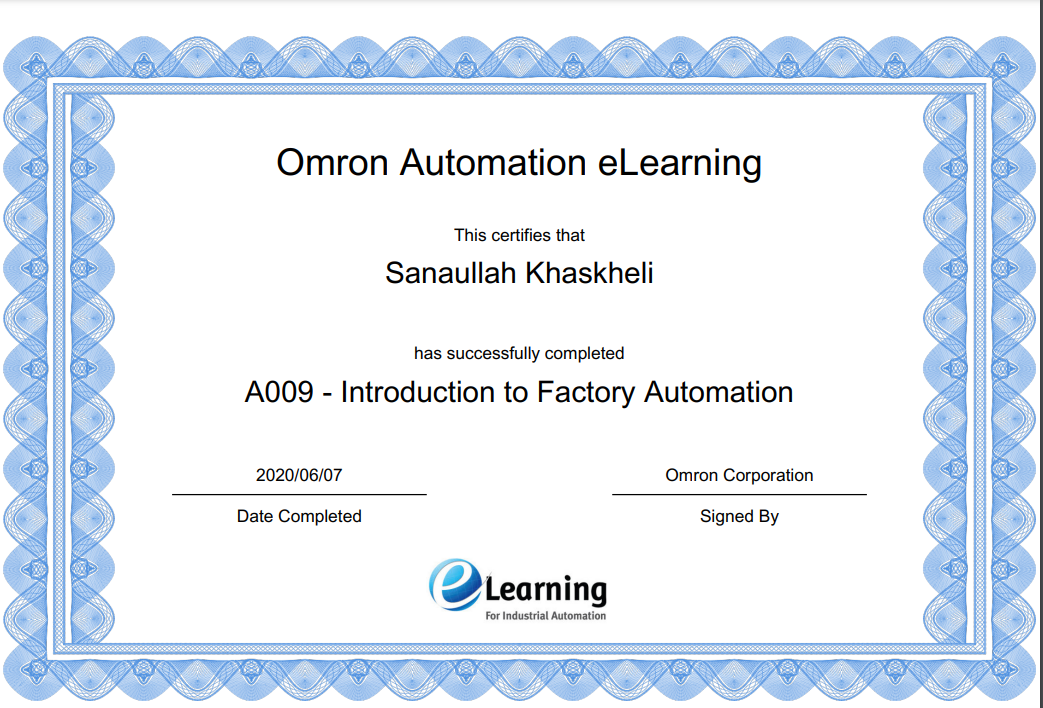 Omron Automation eLearning
This certifies that
Sanaullah Khaskheli
has successfully completed
A009 - Introduction to Factory Automation
2020/06/07
Date Completed
Omron Corporation
Signed By
eLearning
For Industrial Automation